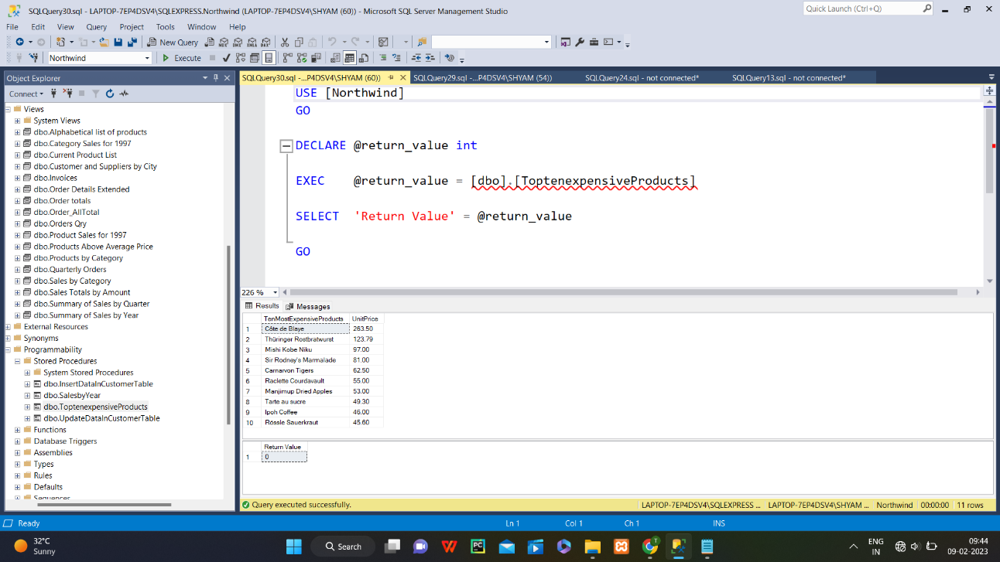 SQLQuery30.sql - LAPTOP-7EP4DSV4\SQLEXPRESS.Northwind (LAPTOP-7EP4DSV4\SHYAM (60)) - Microsoft SQL Server Management Studio
Quick Launch (Ctrl+Q)
File Edit View Query Project Tools Window Help
New Query
Northwind Execute
Object Explorer
Connect
Views
System Views
dbo.Alphabetical list of products
dbo.Category Sales for 1997
dbo.Current Product List
dbo.Customer and Suppliers by City
dbo.Invoices
dbo.Order Details Extended
dbo.Order totals
dbo.Order_AllTotal
dbo.Orders Qry
dbo.Product Sales for 1997
dbo.Products Above Average Price
dbo.Products by Category
dbo.Quarterly Orders
dbo.Sales by Category
dbo.Sales Totals by Amount
dbo.Summary of Sales by Quarter
dbo.Summary of Sales by Year
External Resources
Synonyms
Programmability
Stored Procedures
System Stored Procedures
dbo.InsertDataInCustomerTable
dbo.SalesbyYear
dbo.ToptenexpensiveProducts
dbo.UpdateDataInCustomerTable
Functions
Database Triggers
Assemblies
Types
Rules
Defaults
Sequences
SQLQuery30.sql -...P4DSV4\SHYAM (60)) SQLQuery29.sql -...P4DSV4\SHYAM (54)) SQLQuery24.sql - not connected* SQLQuery13.sql - not connected*
USE [Northwind]
GO
DECLARE @return_value int
EXEC @return_value = [dbo].[ToptenexpensiveProducts]
SELECT 'Return Value' = @return_value
GO
226 %
Results Messages
TenMostExpensiveProducts UnitPrice
1 Côte de Blaye 263.50
2 Thüringer Rostbratwurst 123.79
3 Mishi Kobe Niku 97.00
4 Sir Rodney's Marmalade 81.00
5 Carnarvon Tigers 62.50
6 Raclette Courdavault 55.00
7 Manjimup Dried Apples 53.00
8 Tarte au sucre 49.30
9 Ipoh Coffee 46.00
10 Rössle Sauerkraut 45.60
Return Value
1 0
Query executed successfully. LAPTOP-7EP4DSV4\SQLEXPRESS ... LAPTOP-7EP4DSV4\SHYAM ... Northwind 00:00:00 11 rows
Ready Ln 1 Col 1 Ch 1 INS
32°C
Sunny
Search
ENG
IN
09:44
09-02-2023